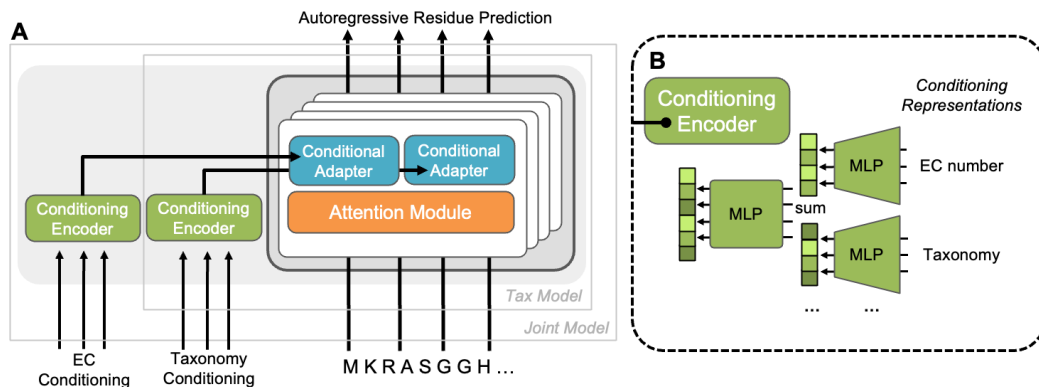 Autoregressive Residue Prediction
A
Conditional
Adapter
Conditional
Adapter
Attention Module
Conditioning
Encoder
Conditioning
Encoder
Tax Model
Joint Model
EC
Conditioning
Taxonomy
Conditioning
M K R A S G G H ...
B
Conditioning
Encoder
Conditioning
Representations
MLP
EC number
MLP
sum
MLP
Taxonomy
...
...